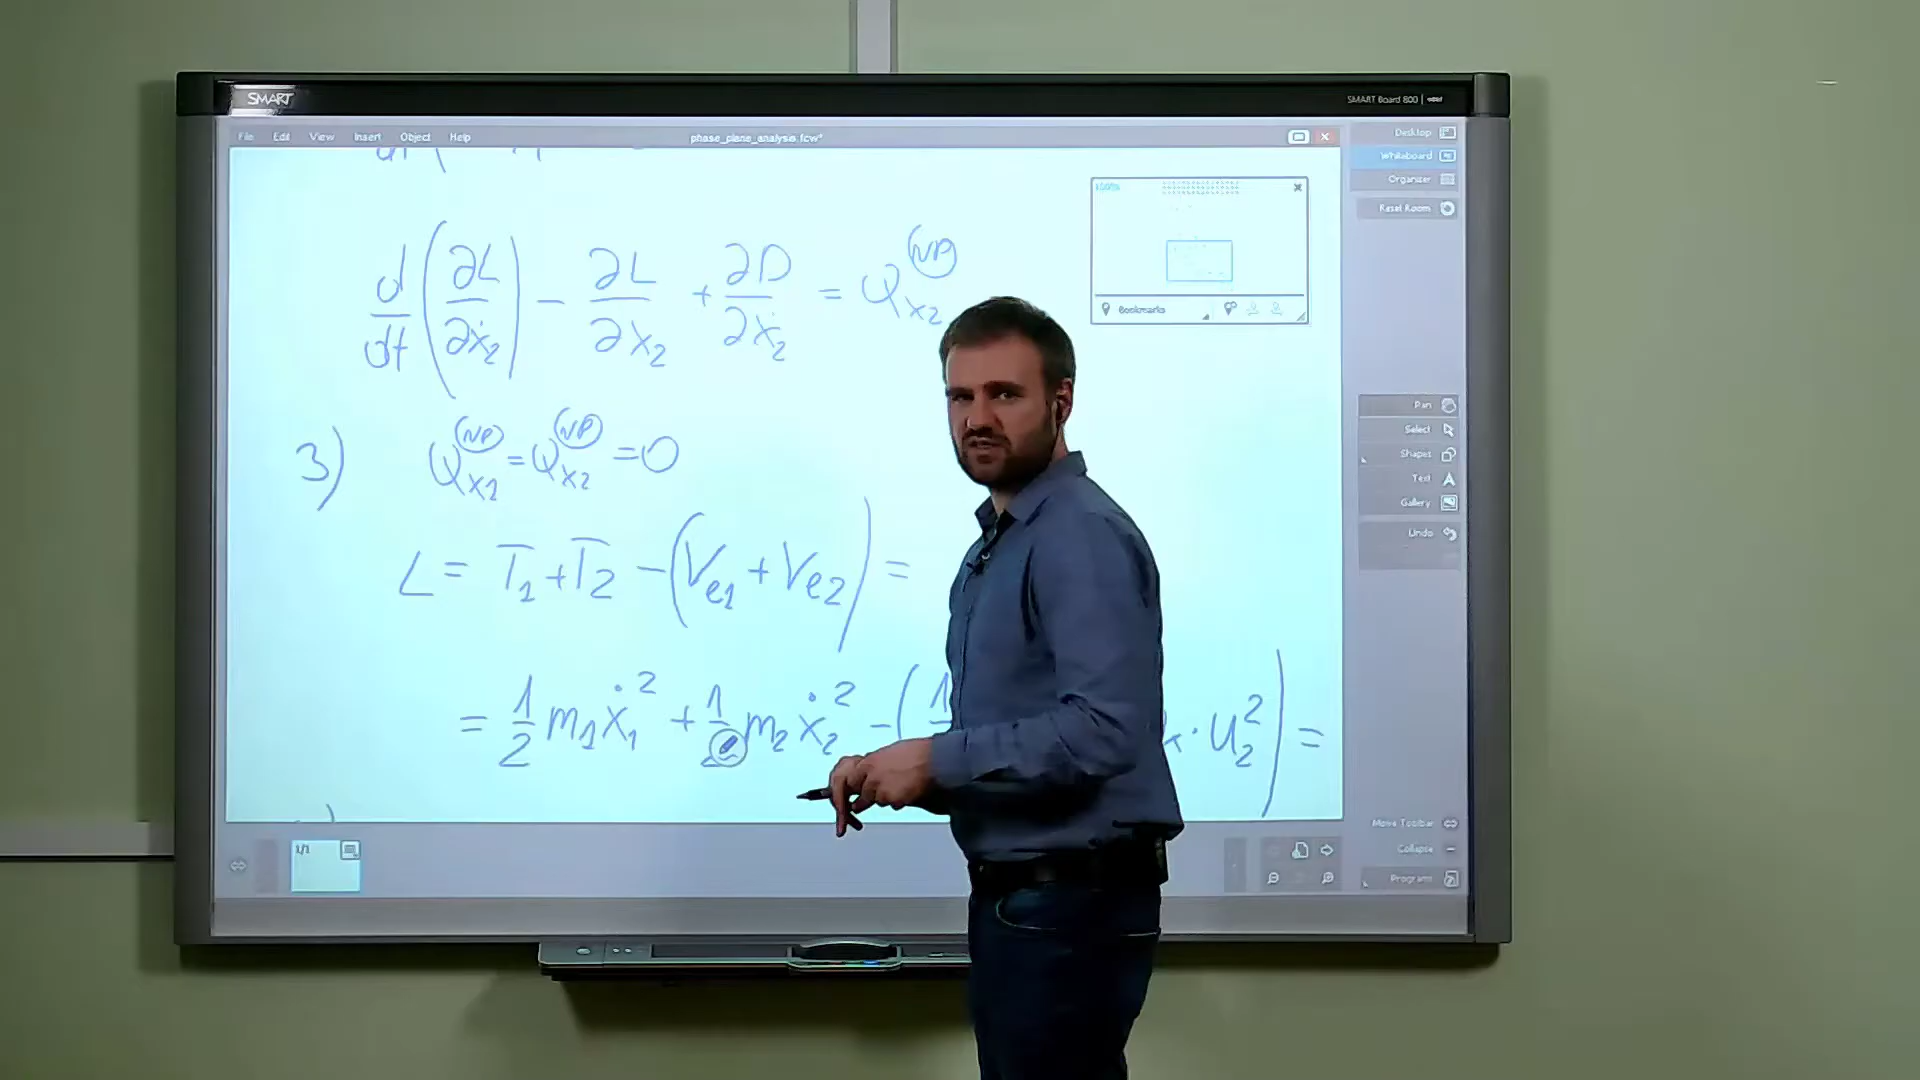 SMART
SMART Board 800
File Edit View Insert Object Help
phase_plane_analysis.fcw*
Desktop
Whiteboard
Organizer
Reset Room
100%
Bookmarks
d/dt (∂L/∂ẋ₂) − ∂L/∂x₂ + ∂D/∂ẋ₂ = Q_{x₂}^{(NP)}
3) Q_{x₁}^{(NP)} = Q_{x₂}^{(NP)} = 0
L = T₁ + T₂ − (V_{e1} + V_{e2}) =
= 1/2 m₁ẋ₁² + 1/2 m₂ẋ₂² − (1 · u₂²) =
Pan
Select
Shapes
Text
Gallery
Undo
Move Toolbar
Collapse
Programs
1/1